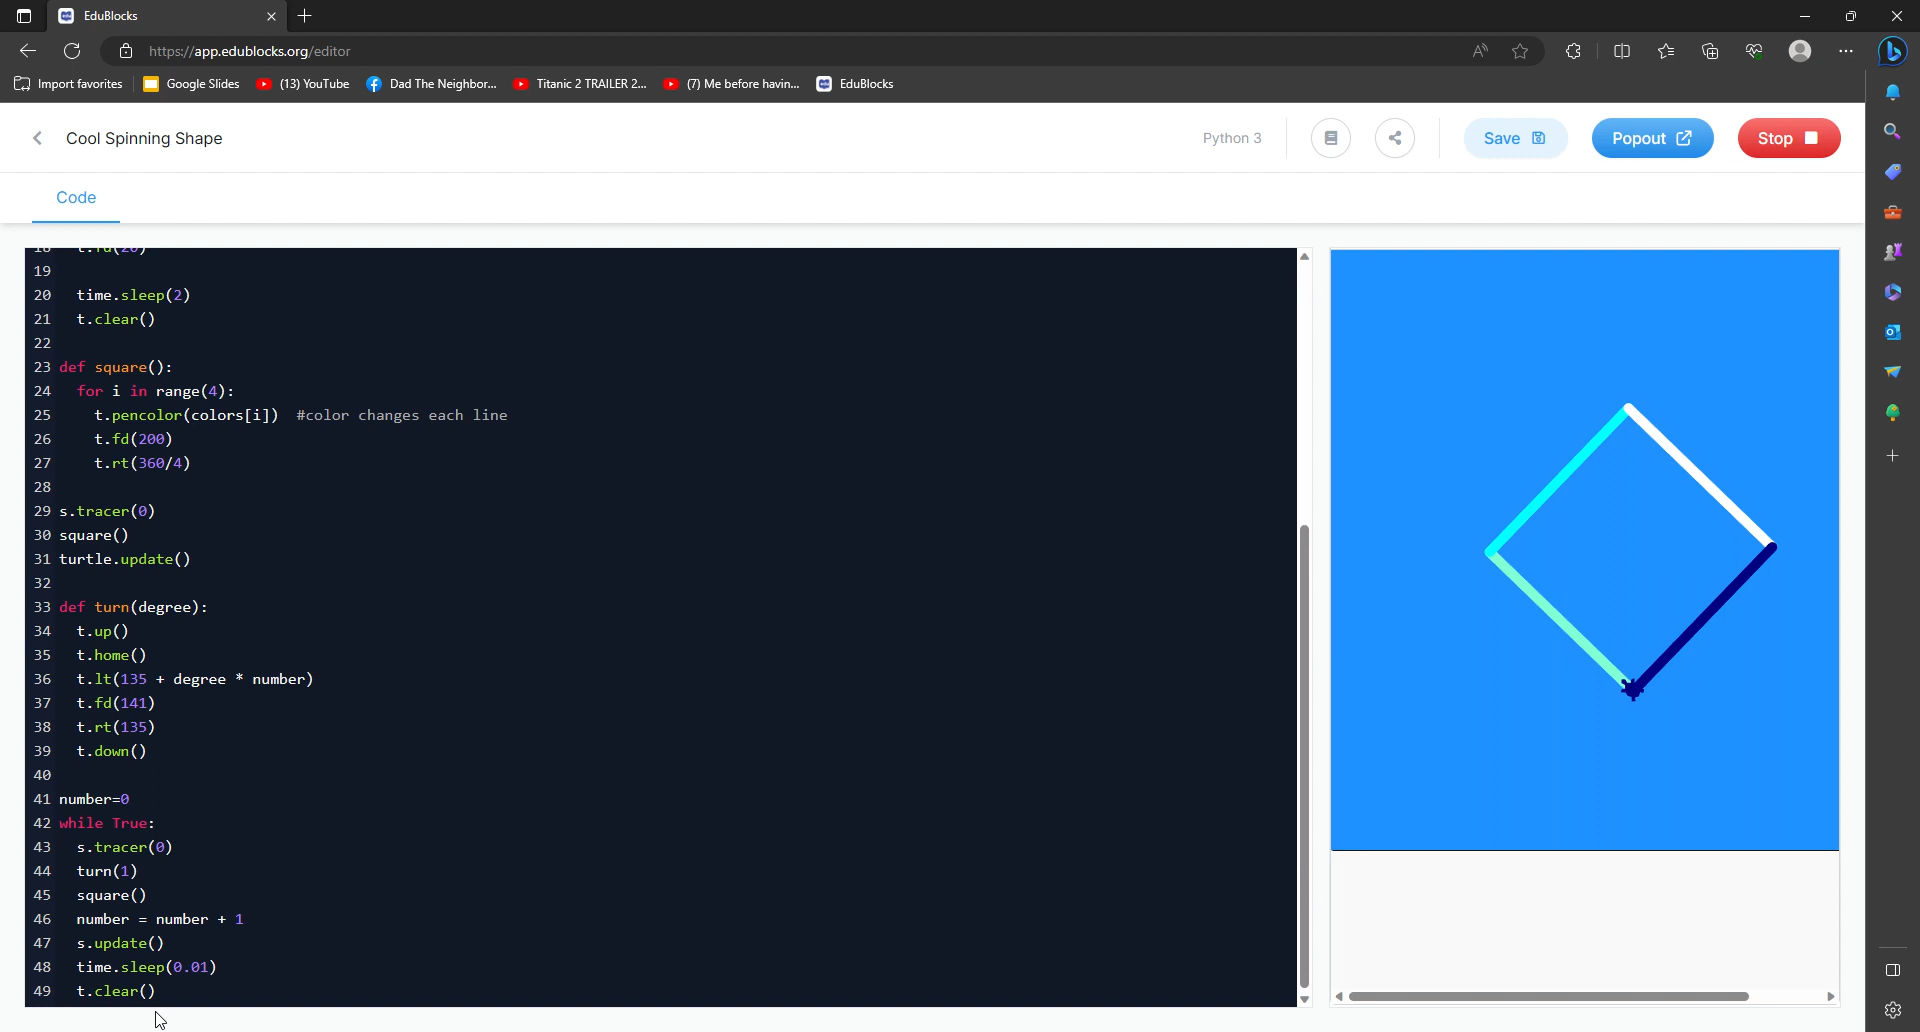 EduBlocks
https://app.edublocks.org/editor
Import favorites Google Slides (13) YouTube Dad The Neighbor... Titanic 2 TRAILER 2... (7) Me before havin... EduBlocks
Cool Spinning Shape Python 3 Save Popout Stop
Code
18 t.fd(20)
19
20 time.sleep(2)
21 t.clear()
22
23 def square():
24 for i in range(4):
25 t.pencolor(colors[i]) #color changes each line
26 t.fd(200)
27 t.rt(360/4)
28
29 s.tracer(0)
30 square()
31 turtle.update()
32
33 def turn(degree):
34 t.up()
35 t.home()
36 t.lt(135 + degree * number)
37 t.fd(141)
38 t.rt(135)
39 t.down()
40
41 number=0
42 while True:
43 s.tracer(0)
44 turn(1)
45 square()
46 number = number + 1
47 s.update()
48 time.sleep(0.01)
49 t.clear()